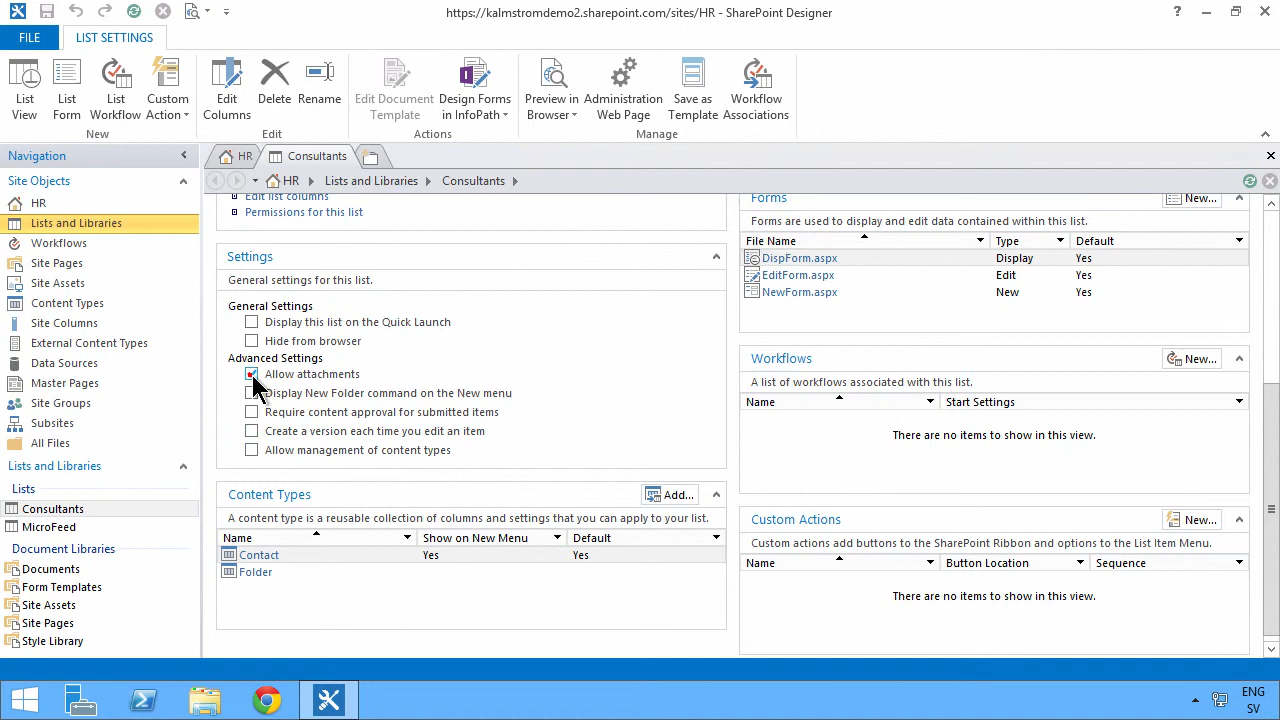 https://kalmstromdemo2.sharepoint.com/sites/HR - SharePoint Designer
FILE
LIST SETTINGS
List View
List Form
List Workflow
Custom Action
New
Edit Columns
Delete
Rename
Edit
Edit Document Template
Design Forms in InfoPath
Actions
Preview in Browser
Administration Web Page
Save as Template
Workflow Associations
Manage
Navigation
HR
Consultants
HR
Lists and Libraries
Consultants
Site Objects
HR
Lists and Libraries
Workflows
Site Pages
Site Assets
Content Types
Site Columns
External Content Types
Data Sources
Master Pages
Site Groups
Subsites
All Files
Lists and Libraries
Lists
Consultants
MicroFeed
Document Libraries
Documents
Form Templates
Site Assets
Site Pages
Style Library
Edit list columns
Permissions for this list
Settings
General settings for this list.
General Settings
Display this list on the Quick Launch
Hide from browser
Advanced Settings
Allow attachments
Display New Folder command on the New menu
Require content approval for submitted items
Create a version each time you edit an item
Allow management of content types
Content Types
Add...
A content type is a reusable collection of columns and settings that you can apply to your list.
Name Show on New Menu Default
Contact Yes Yes
Folder
Forms
New...
Forms are used to display and edit data contained within this list.
File Name Type Default
DispForm.aspx Display Yes
EditForm.aspx Edit Yes
NewForm.aspx New Yes
Workflows
New...
A list of workflows associated with this list.
Name Start Settings
There are no items to show in this view.
Custom Actions
New...
Custom actions add buttons to the SharePoint Ribbon and options to the List Item Menu.
Name Button Location Sequence
There are no items to show in this view.
ENG
SV